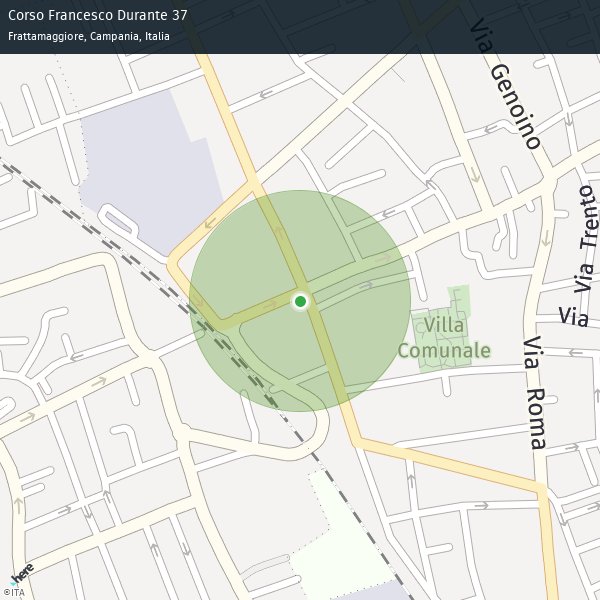 Corso Francesco Durante 37
Frattamaggiore, Campania, Italia
Via Genoino
Via Trento
Via
Villa
Comunale
Via Roma
here
©ITA